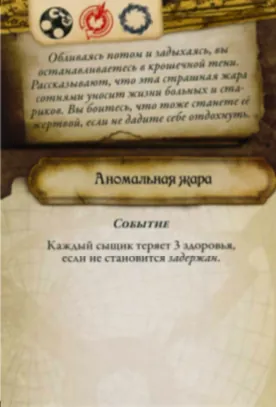 Обливаясь потом и задыхаясь, вы
останавливаетесь в крошечной тени.
Рассказывают, что эта страшная жара
сотнями уносит жизни больных и ста-
риков. Вы боитесь, что тоже станете её
жертвой, если не дадите себе отдохнуть.
Аномальная жара
Событие
Каждый сыщик теряет 3 здоровья,
если не становится задержан.